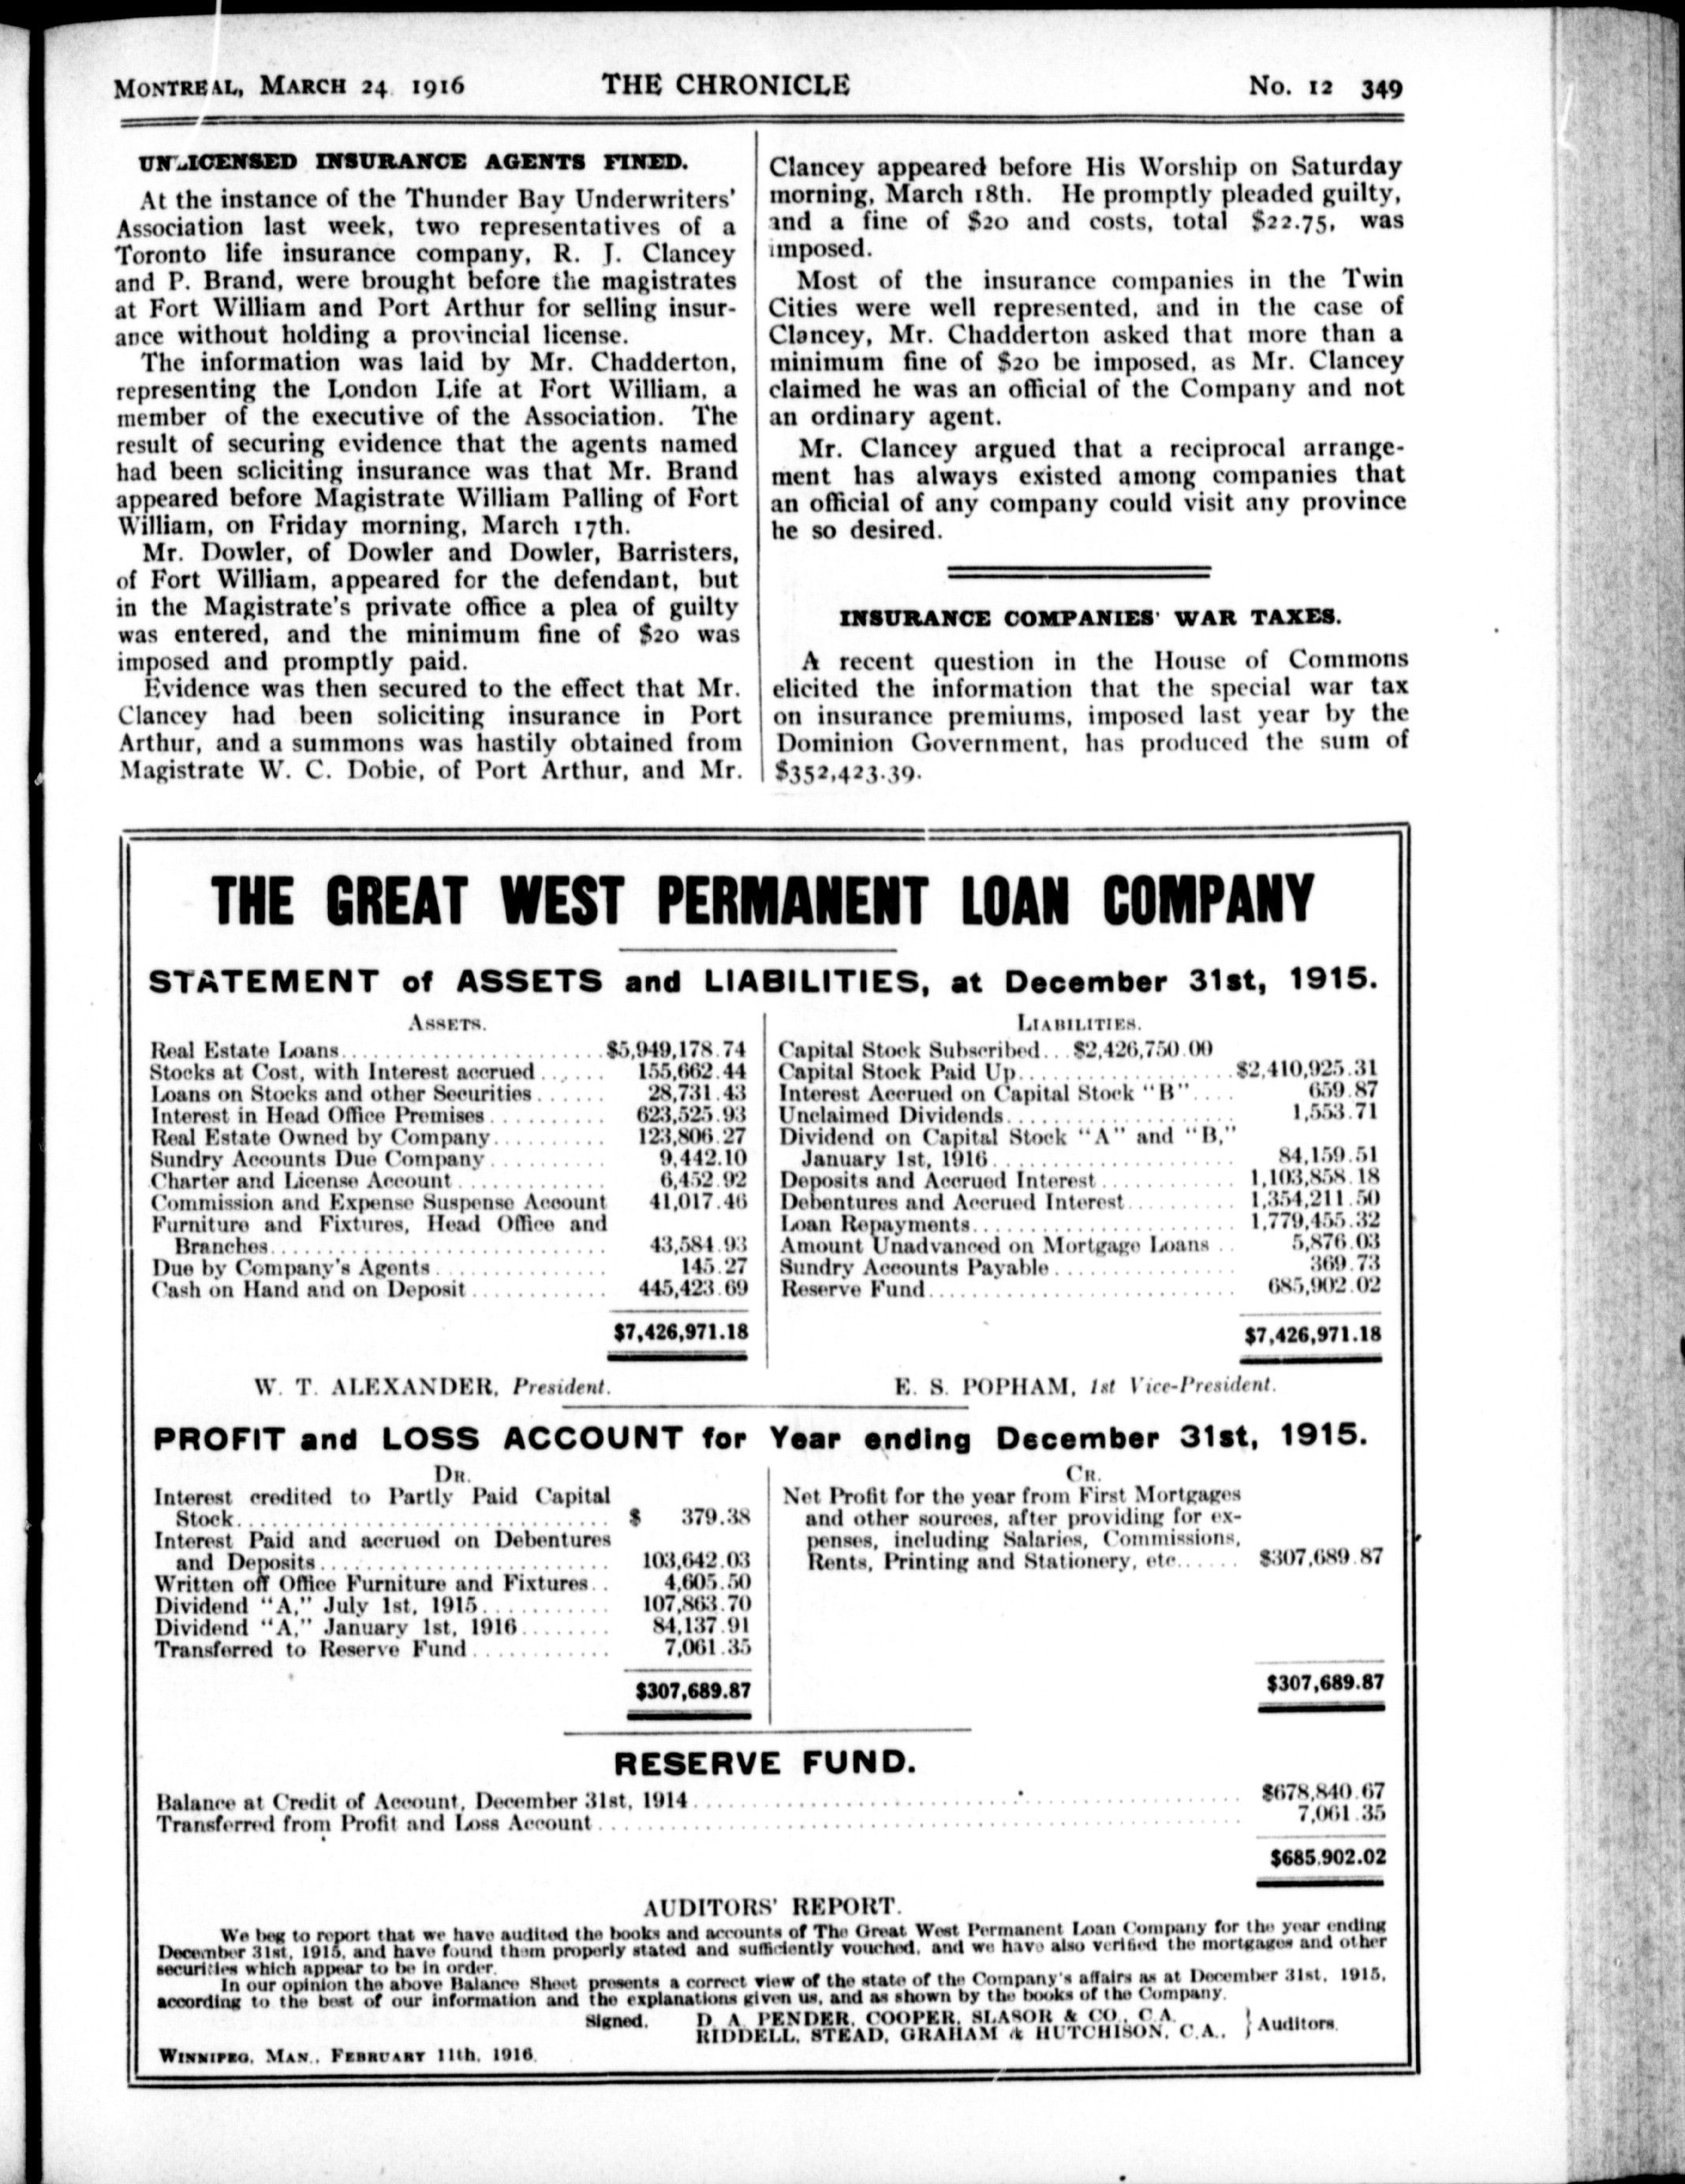 MONTREAL, MARCH 24, 1916 THE CHRONICLE No. 12 349
UNLICENSED INSURANCE AGENTS FINED.
At the instance of the Thunder Bay Underwriters'
Association last week, two representatives of a
Toronto life insurance company, R. J. Clancey
and P. Brand, were brought before the magistrates
at Fort William and Port Arthur for selling insur-
ance without holding a provincial license.
The information was laid by Mr. Chadderton,
representing the London Life at Fort William, a
member of the executive of the Association. The
result of securing evidence that the agents named
had been soliciting insurance was that Mr. Brand
appeared before Magistrate William Palling of Fort
William, on Friday morning, March 17th.
Mr. Dowler, of Dowler and Dowler, Barristers,
of Fort William, appeared for the defendant, but
in the Magistrate's private office a plea of guilty
was entered, and the minimum fine of $20 was
imposed and promptly paid.
Evidence was then secured to the effect that Mr.
Clancey had been soliciting insurance in Port
Arthur, and a summons was hastily obtained from
Magistrate W. C. Dobie, of Port Arthur, and Mr.
Clancey appeared before His Worship on Saturday
morning, March 18th. He promptly pleaded guilty,
and a fine of $20 and costs, total $22.75, was
imposed.
Most of the insurance companies in the Twin
Cities were well represented, and in the case of
Clancey, Mr. Chadderton asked that more than a
minimum fine of $20 be imposed, as Mr. Clancey
claimed he was an official of the Company and not
an ordinary agent.
Mr. Clancey argued that a reciprocal arrange-
ment has always existed among companies that
an official of any company could visit any province
he so desired.
INSURANCE COMPANIES' WAR TAXES.
A recent question in the House of Commons
elicited the information that the special war tax
on insurance premiums, imposed last year by the
Dominion Government, has produced the sum of
$352,423.39.
THE GREAT WEST PERMANENT LOAN COMPANY
STATEMENT of ASSETS and LIABILITIES, at December 31st, 1915.
ASSETS.
Real Estate Loans.......................$5,949,178.74
Stocks at Cost, with Interest accrued...... 155,662.44
Loans on Stocks and other Securities...... 28,731.43
Interest in Head Office Premises.......... 623,525.93
Real Estate Owned by Company.......... 123,806.27
Sundry Accounts Due Company.......... 9,442.10
Charter and License Account............. 6,452.92
Commission and Expense Suspense Account 41,017.46
Furniture and Fixtures, Head Office and
Branches............................. 43,584.93
Due by Company's Agents............... 145.27
Cash on Hand and on Deposit............ 445,423.69
$7,426,971.18
LIABILITIES.
Capital Stock Subscribed...$2,426,750.00
Capital Stock Paid Up...................$2,410,925.31
Interest Accrued on Capital Stock "B".... 659.87
Unclaimed Dividends.................... 1,553.71
Dividend on Capital Stock "A" and "B,"
January 1st, 1916..................... 84,159.51
Deposits and Accrued Interest............ 1,103,858.18
Debentures and Accrued Interest.......... 1,354,211.50
Loan Repayments....................... 1,779,455.32
Amount Unadvanced on Mortgage Loans .. 5,876.03
Sundry Accounts Payable................ 369.73
Reserve Fund........................... 685,902.02
$7,426,971.18
W. T. ALEXANDER, President. E. S. POPHAM, 1st Vice-President.
PROFIT and LOSS ACCOUNT for Year ending December 31st, 1915.
DR.
Interest credited to Partly Paid Capital
Stock................................ $ 379.38
Interest Paid and accrued on Debentures
and Deposits......................... 103,642.03
Written off Office Furniture and Fixtures.. 4,605.50
Dividend "A," July 1st, 1915............ 107,863.70
Dividend "A," January 1st, 1916........ 84,137.91
Transferred to Reserve Fund............ 7,061.35
$307,689.87
CR.
Net Profit for the year from First Mortgages
and other sources, after providing for ex-
penses, including Salaries, Commissions,
Rents, Printing and Stationery, etc...... $307,689.87
$307,689.87
RESERVE FUND.
Balance at Credit of Account, December 31st, 1914........................................ $678,840.67
Transferred from Profit and Loss Account................................................ 7,061.35
$685,902.02
AUDITORS' REPORT.
We beg to report that we have audited the books and accounts of The Great West Permanent Loan Company for the year ending
December 31st, 1915, and have found them properly stated and sufficiently vouched, and we have also verified the mortgages and other
securities which appear to be in order.
In our opinion the above Balance Sheet presents a correct view of the state of the Company's affairs as at December 31st, 1915,
according to the best of our information and the explanations given us, and as shown by the books of the Company.
Signed, D. A. PENDER, COOPER, SLASOR & CO., C.A.
RIDDELL, STEAD, GRAHAM & HUTCHISON, C.A., } Auditors.
WINNIPEG, MAN., FEBRUARY 11th, 1916.